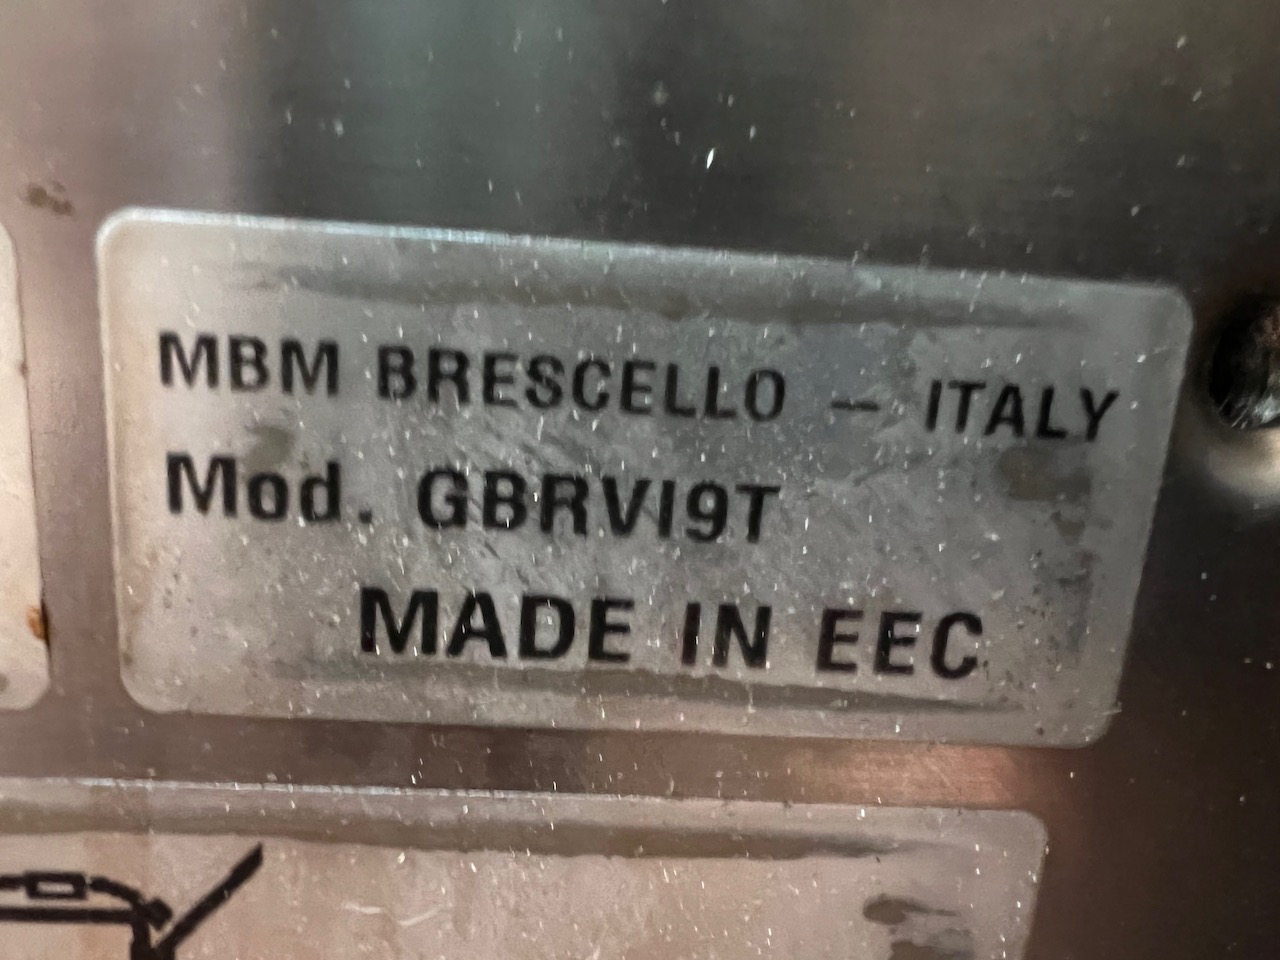 MBM BRESCELLO – ITALY
Mod. GBRVI9T
MADE IN EEC